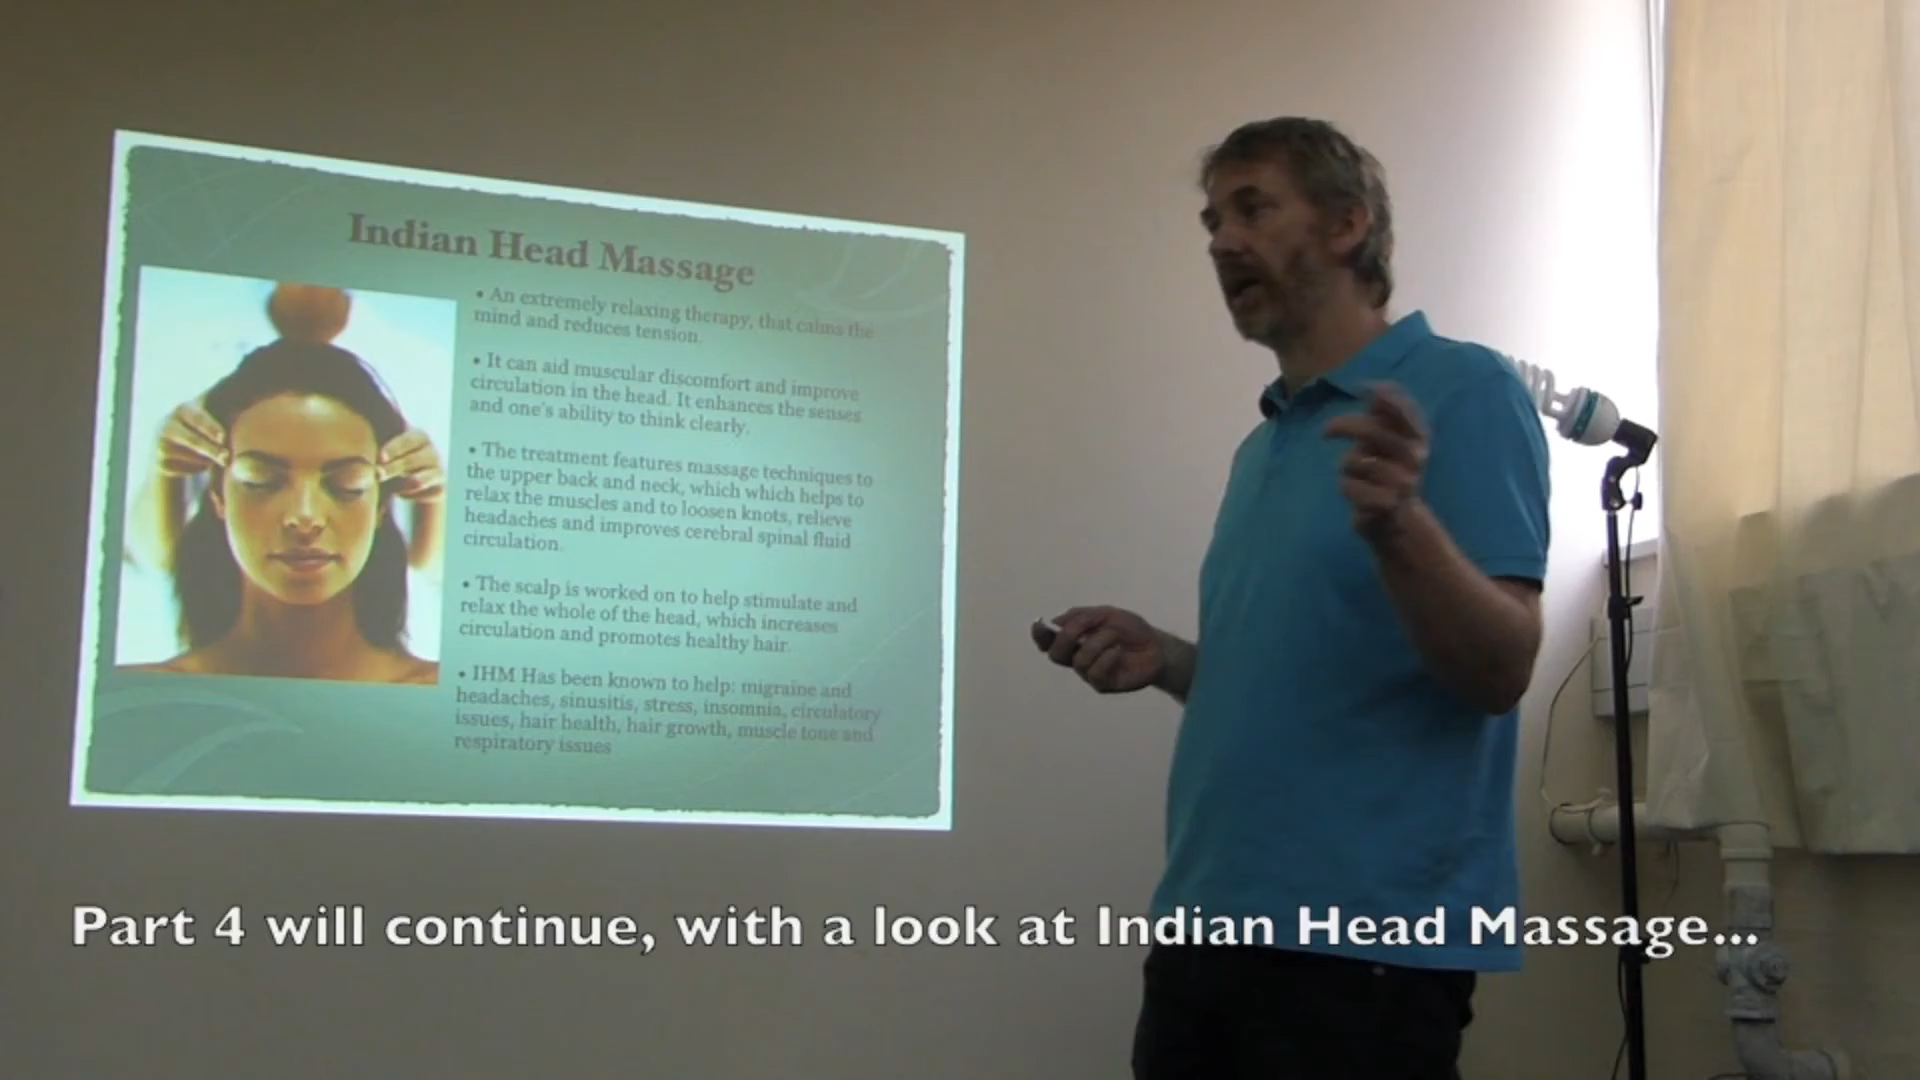 Indian Head Massage
• An extremely relaxing therapy, that calms the
mind and reduces tension.
• It can aid muscular discomfort and improve
circulation in the head. It enhances the senses
and one's ability to think clearly.
• The treatment features massage techniques to
the upper back and neck, which which helps to
relax the muscles and to loosen knots, relieve
headaches and improves cerebral spinal fluid
circulation.
• The scalp is worked on to help stimulate and
relax the whole of the head, which increases
circulation and promotes healthy hair.
• IHM Has been known to help: migraine and
headaches, sinusitis, stress, insomnia, circulatory
issues, hair health, hair growth, muscle tone and
respiratory issues
Part 4 will continue, with a look at Indian Head Massage...